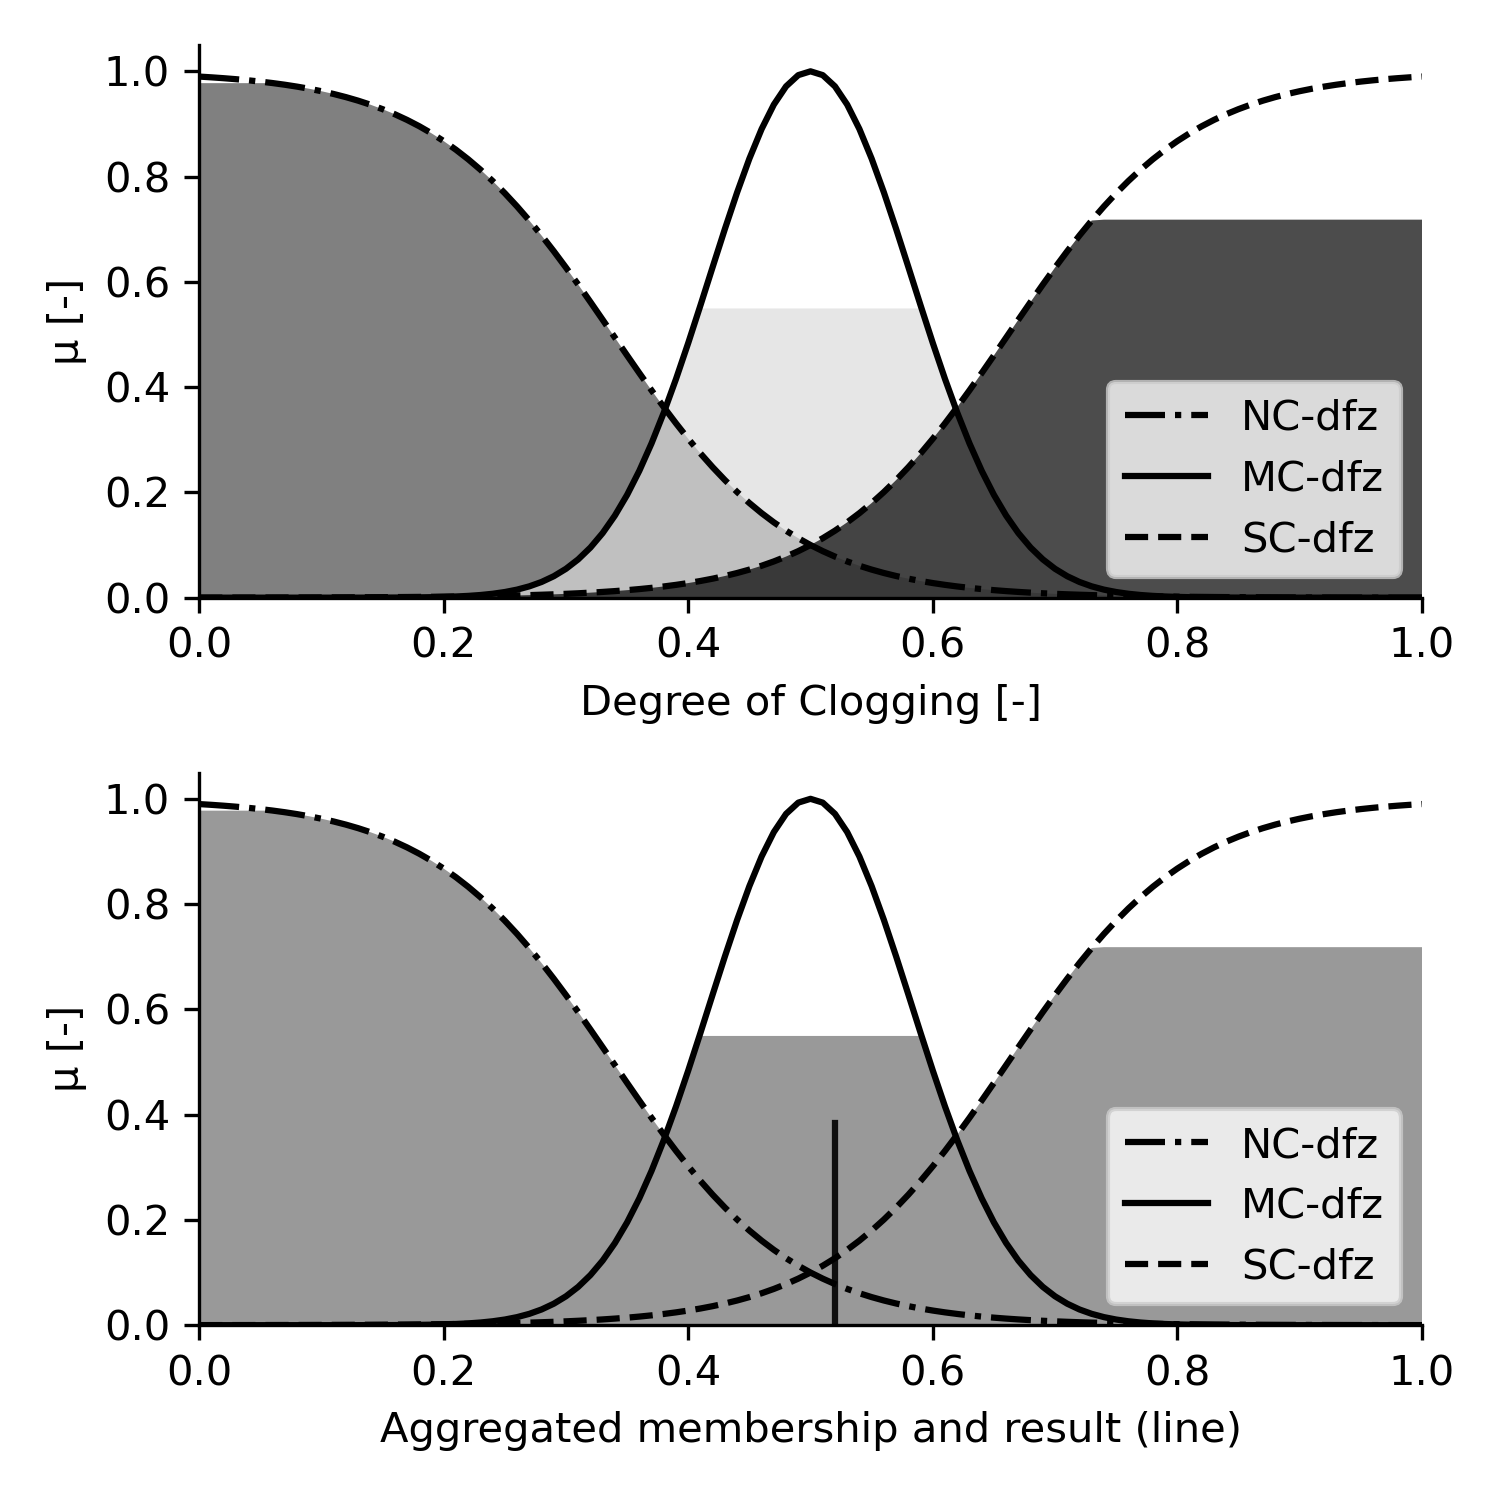 1.0
0.8
0.6
0.4
0.2
0.0
μ [-]
NC-dfz
MC-dfz
SC-dfz
0.0 0.2 0.4 0.6 0.8 1.0
Degree of Clogging [-]
1.0
0.8
0.6
0.4
0.2
0.0
μ [-]
NC-dfz
MC-dfz
SC-dfz
0.0 0.2 0.4 0.6 0.8 1.0
Aggregated membership and result (line)